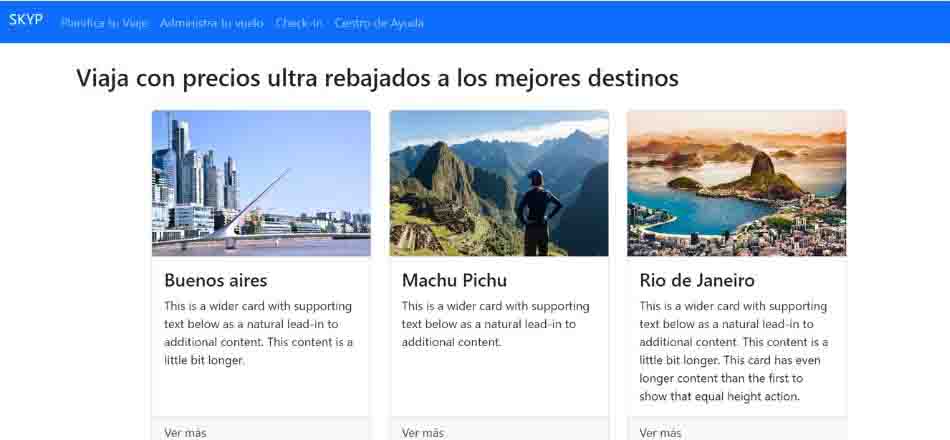 SKYP Planifica tu Viaje Administra tu vuelo Check-in Centro de Ayuda
Viaja con precios ultra rebajados a los mejores destinos
Buenos aires
This is a wider card with supporting
text below as a natural lead-in to
additional content. This content is a
little bit longer.
Ver más
Machu Pichu
This is a wider card with supporting
text below as a natural lead-in to
additional content.
Ver más
Rio de Janeiro
This is a wider card with supporting
text below as a natural lead-in to
additional content. This content is a
little bit longer. This card has even
longer content than the first to
show that equal height action.
Ver más